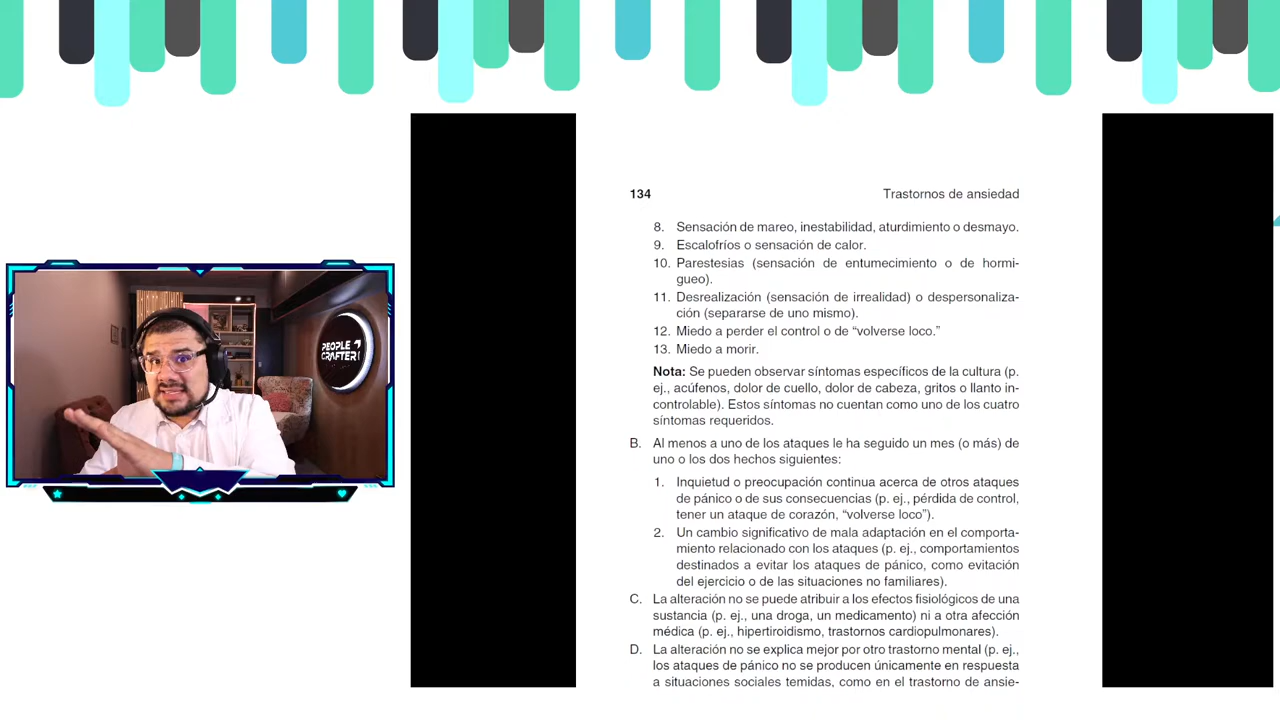 PEOPLE
CRAFTER
134 Trastornos de ansiedad
8. Sensación de mareo, inestabilidad, aturdimiento o desmayo.
9. Escalofríos o sensación de calor.
10. Parestesias (sensación de entumecimiento o de hormi-
gueo).
11. Desrealización (sensación de irrealidad) o despersonaliza-
ción (separarse de uno mismo).
12. Miedo a perder el control o de “volverse loco.”
13. Miedo a morir.
Nota: Se pueden observar síntomas específicos de la cultura (p.
ej., acúfenos, dolor de cuello, dolor de cabeza, gritos o llanto in-
controlable). Estos síntomas no cuentan como uno de los cuatro
síntomas requeridos.
B. Al menos a uno de los ataques le ha seguido un mes (o más) de
uno o los dos hechos siguientes:
1. Inquietud o preocupación continua acerca de otros ataques
de pánico o de sus consecuencias (p. ej., pérdida de control,
tener un ataque de corazón, “volverse loco”).
2. Un cambio significativo de mala adaptación en el comporta-
miento relacionado con los ataques (p. ej., comportamientos
destinados a evitar los ataques de pánico, como evitación
del ejercicio o de las situaciones no familiares).
C. La alteración no se puede atribuir a los efectos fisiológicos de una
sustancia (p. ej., una droga, un medicamento) ni a otra afección
médica (p. ej., hipertiroidismo, trastornos cardiopulmonares).
D. La alteración no se explica mejor por otro trastorno mental (p. ej.,
los ataques de pánico no se producen únicamente en respuesta
a situaciones sociales temidas, como en el trastorno de ansie-